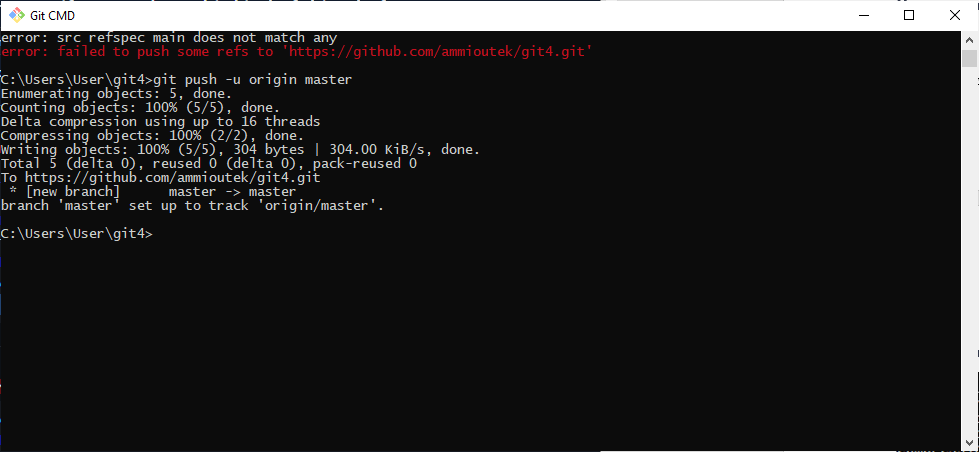 Git CMD
error: src refspec main does not match any
error: failed to push some refs to 'https://github.com/ammioutek/git4.git'
C:\Users\User\git4>git push -u origin master
Enumerating objects: 5, done.
Counting objects: 100% (5/5), done.
Delta compression using up to 16 threads
Compressing objects: 100% (2/2), done.
Writing objects: 100% (5/5), 304 bytes | 304.00 KiB/s, done.
Total 5 (delta 0), reused 0 (delta 0), pack-reused 0
To https://github.com/ammioutek/git4.git
 * [new branch]      master -> master
branch 'master' set up to track 'origin/master'.
C:\Users\User\git4>